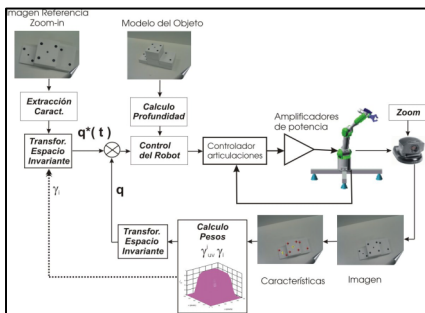 Imagen Referencia
Zoom-in
Modelo del Objeto
Extracción
Caract.
Calculo
Profundidad
Amplificadores
de potencia
Zoom
Transfor.
Espacio
Invariante
q*( t )
Control
del Robot
Controlador
articulaciones
γi
q
Transfor.
Espacio
Invariante
Calculo
Pesos
Características
Imagen